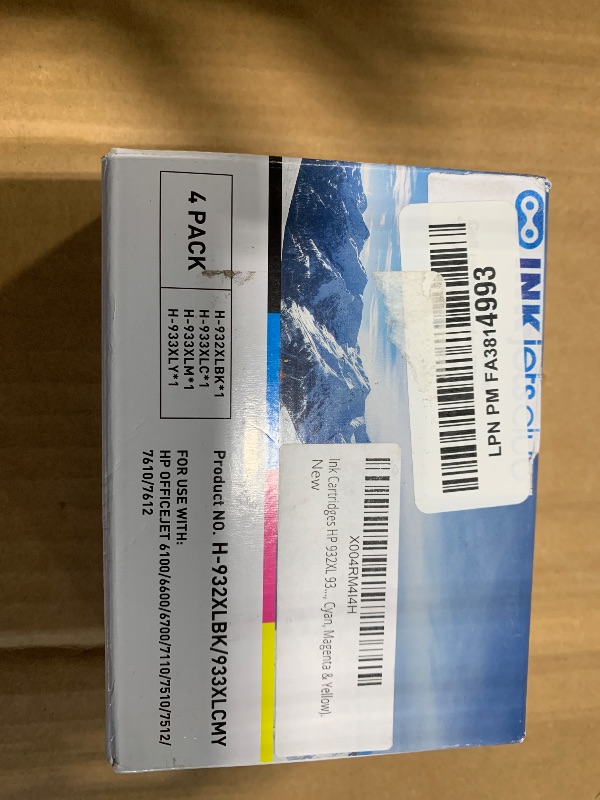 INK
LPN PM FA3814993
X004RM4I4H
Ink Cartridges HP 932XL 93..., Cyan, Magenta & Yellow).
New
4 PACK
H-932XLBK*1
H-933XLC*1
H-933XLM*1
H-933XLY*1
Product NO. H-932XLBK/933XLCMY
FOR USE WITH:
HP OFFICEJET 6100/6600/6700/7110/7510/7512/
7610/7612